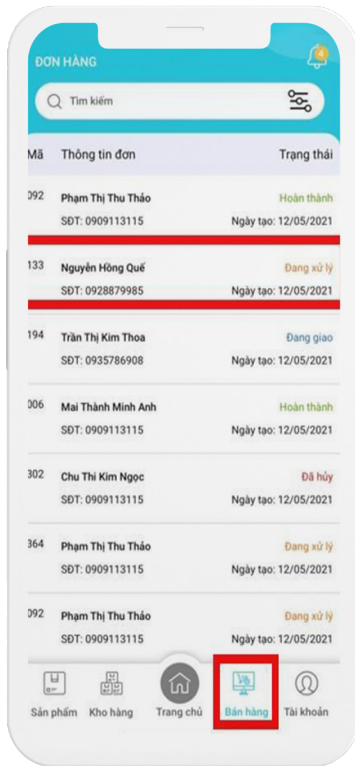 ĐƠN HÀNG
4
Tìm kiếm
Mã Thông tin đơn Trạng thái
092 Phạm Thị Thu Thảo Hoàn thành
SĐT: 0909113115 Ngày tạo: 12/05/2021
133 Nguyễn Hồng Quế Đang xử lý
SĐT: 0928879985 Ngày tạo: 12/05/2021
194 Trần Thị Kim Thoa Đang giao
SĐT: 0935786908 Ngày tạo: 12/05/2021
006 Mai Thành Minh Anh Hoàn thành
SĐT: 0909113115 Ngày tạo: 12/05/2021
302 Chu Thi Kim Ngọc Đã hủy
SĐT: 0909113115 Ngày tạo: 12/05/2021
364 Phạm Thị Thu Thảo Đang xử lý
SĐT: 0909113115 Ngày tạo: 12/05/2021
092 Phạm Thị Thu Thảo Đang xử lý
SĐT: 0909113115 Ngày tạo: 12/05/2021
Sản phẩm Kho hàng Trang chủ Bán hàng Tài khoản